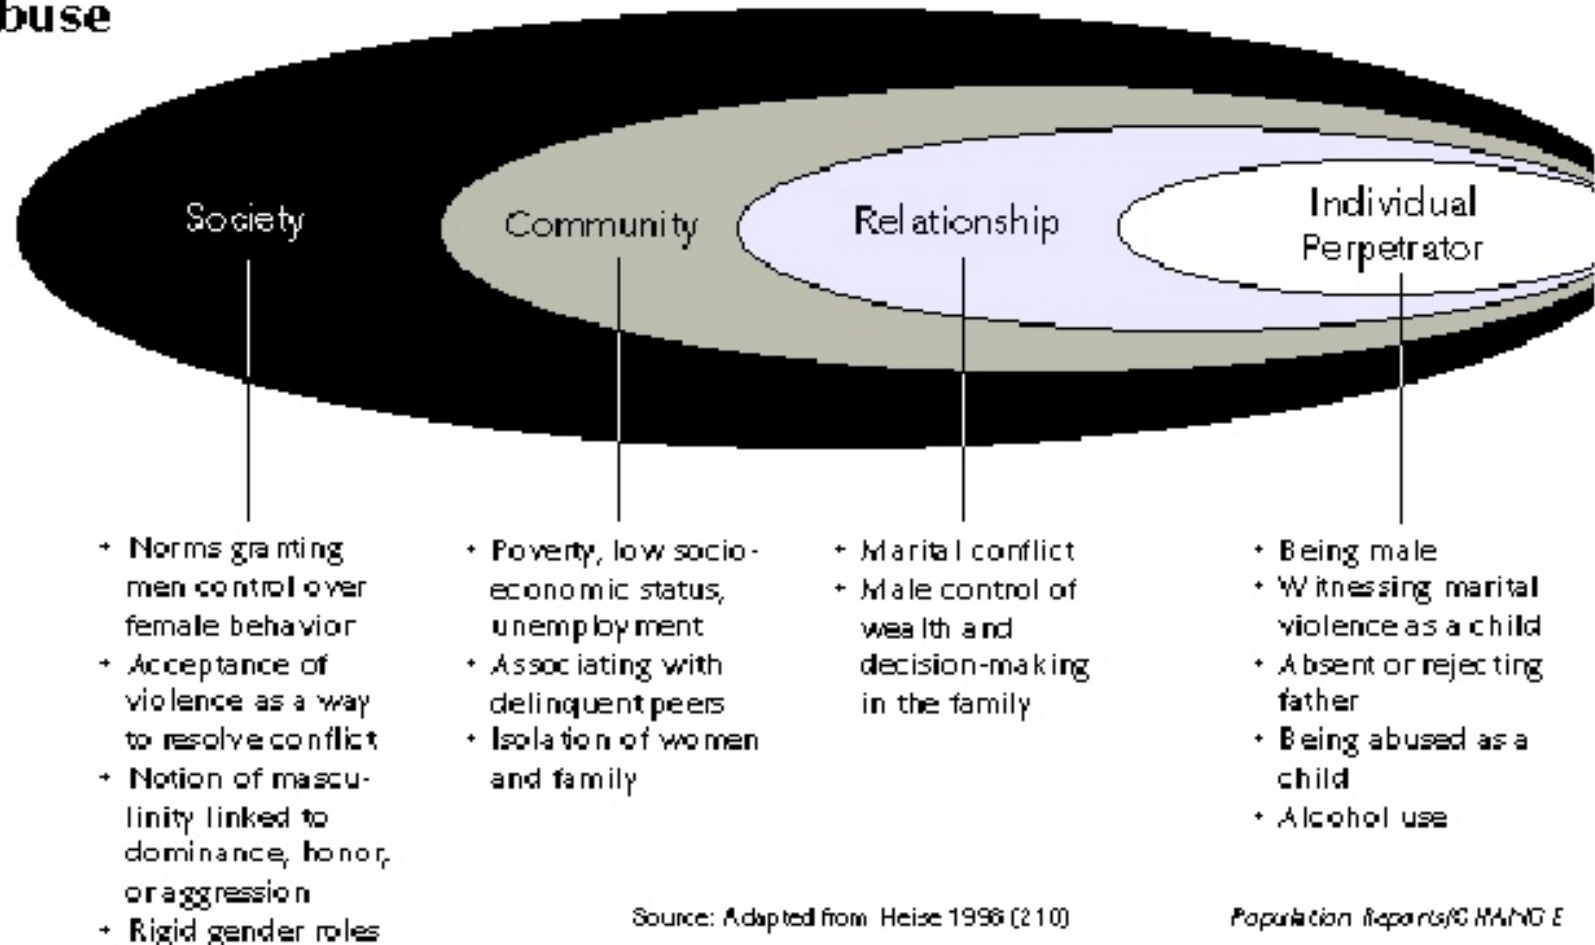 buse
Society
Community
Relationship
Individual
Perpetrator
• Norms granting
men control over
female behavior
• Acceptance of
violence as a way
to resolve conflict
• Notion of mascu-
linity linked to
dominance, honor,
or aggression
• Rigid gender roles
• Poverty, low socio-
economic status,
unemployment
• Associating with
delinquent peers
• Isolation of women
and family
• Marital conflict
• Male control of
wealth and
decision-making
in the family
• Being male
• Witnessing marital
violence as a child
• Absent or rejecting
father
• Being abused as a
child
• Alcohol use
Source: Adapted from Heise 1998 (210)
Population Reports/CHANGE